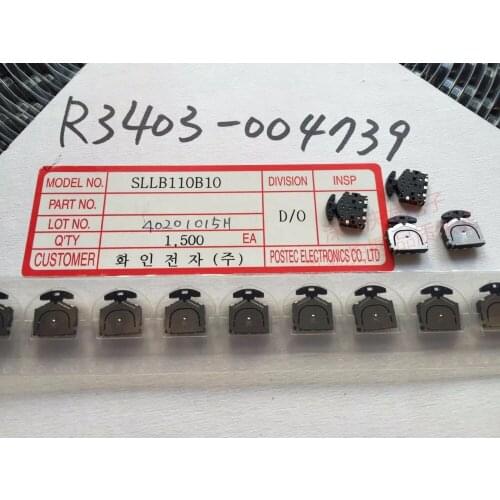 R3403-004739
MODEL NO. SLLB110B10 DIVISION INSP
PART NO. D/O
LOT NO. 40201015H
Q'TY 1,500 EA
CUSTOMER 화인전자(주) POSTEC ELECTRONICS CO., LTD